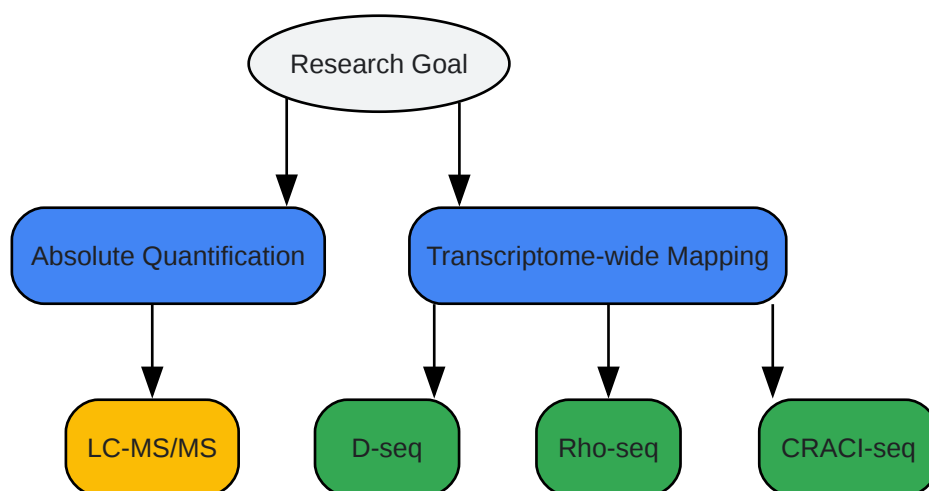 Research Goal
Absolute Quantification
Transcriptome-wide Mapping
LC-MS/MS
D-seq
Rho-seq
CRACI-seq